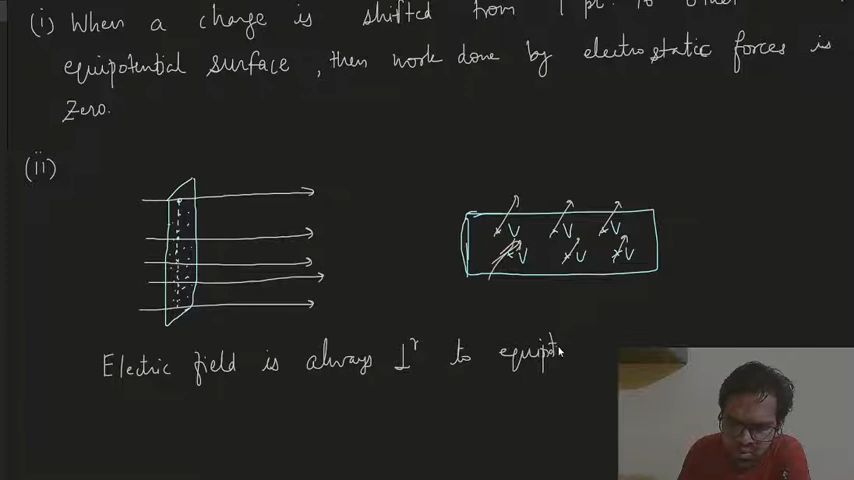 (i) When a charge is shifted from 1 pt. to other
equipotential surface, then work done by electrostatic forces is
Zero.
(ii)
V V V
V V V
Electric field is always ⊥r to equipt